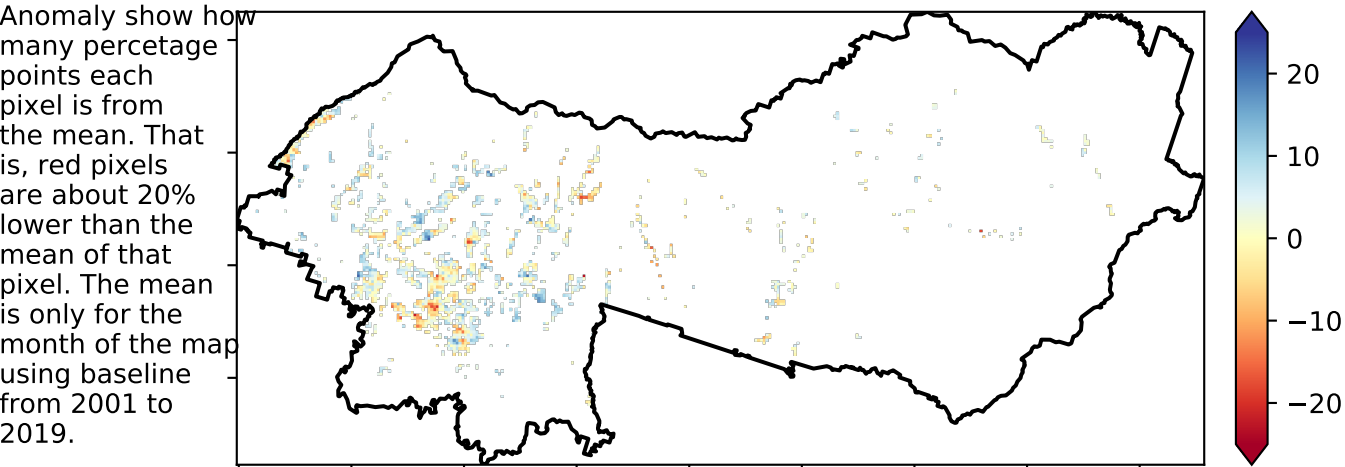 Anomaly show how
many percetage
points each
pixel is from
the mean. That
is, red pixels
are about 20%
lower than the
mean of that
pixel. The mean
is only for the
month of the map
using baseline
from 2001 to
2019.
20
10
0
−10
−20